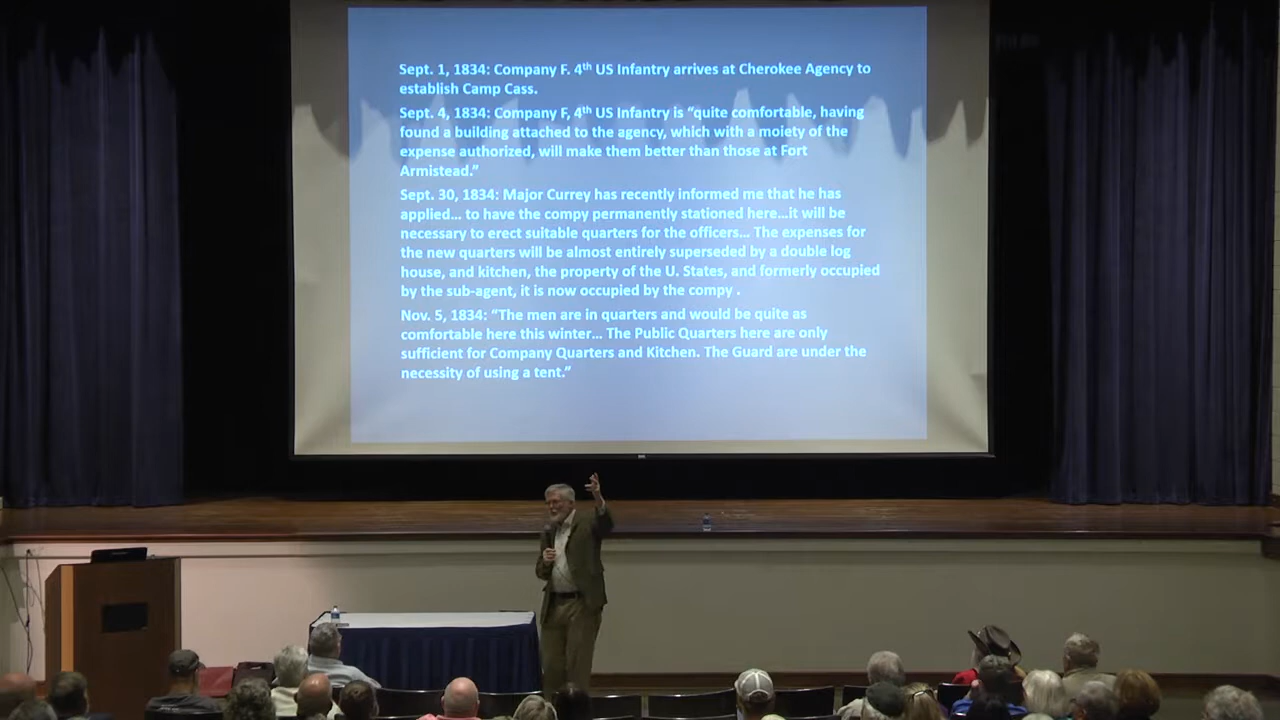 Sept. 1, 1834: Company F. 4th US Infantry arrives at Cherokee Agency to
establish Camp Cass.
Sept. 4, 1834: Company F, 4th US Infantry is “quite comfortable, having
found a building attached to the agency, which with a moiety of the
expense authorized, will make them better than those at Fort
Armistead.”
Sept. 30, 1834: Major Currey has recently informed me that he has
applied… to have the compy permanently stationed here…it will be
necessary to erect suitable quarters for the officers… The expenses for
the new quarters will be almost entirely superseded by a double log
house, and kitchen, the property of the U. States, and formerly occupied
by the sub-agent, it is now occupied by the compy .
Nov. 5, 1834: “The men are in quarters and would be quite as
comfortable here this winter… The Public Quarters here are only
sufficient for Company Quarters and Kitchen. The Guard are under the
necessity of using a tent.”